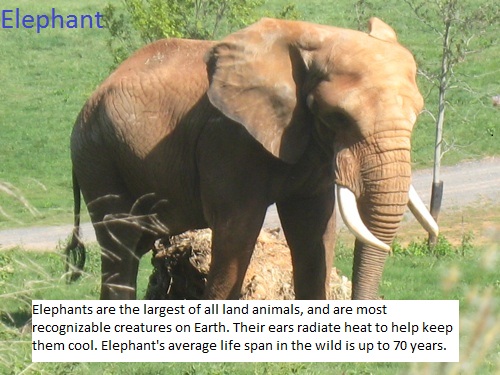 Elephant
Elephants are the largest of all land animals, and are most
recognizable creatures on Earth. Their ears radiate heat to help keep
them cool. Elephant's average life span in the wild is up to 70 years.